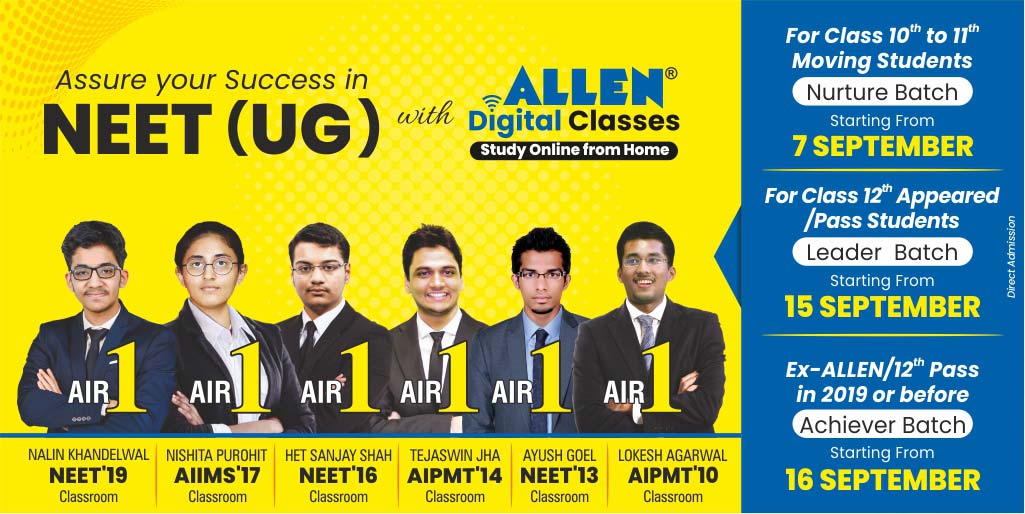 Assure your Success in
NEET (UG)
with
ALLEN®
Digital Classes
Study Online from Home
AIR 1
AIR 1
AIR 1
AIR 1
AIR 1
AIR 1
NALIN KHANDELWAL
NEET'19
Classroom
NISHITA PUROHIT
AIIMS'17
Classroom
HET SANJAY SHAH
NEET'16
Classroom
TEJASWIN JHA
AIPMT'14
Classroom
AYUSH GOEL
NEET'13
Classroom
LOKESH AGARWAL
AIPMT'10
Classroom
For Class 10th to 11th
Moving Students
Nurture Batch
Starting From
7 SEPTEMBER
For Class 12th Appeared
/Pass Students
Leader Batch
Starting From
15 SEPTEMBER
Ex-ALLEN/12th Pass
in 2019 or before
Achiever Batch
Starting From
16 SEPTEMBER
Direct Admission